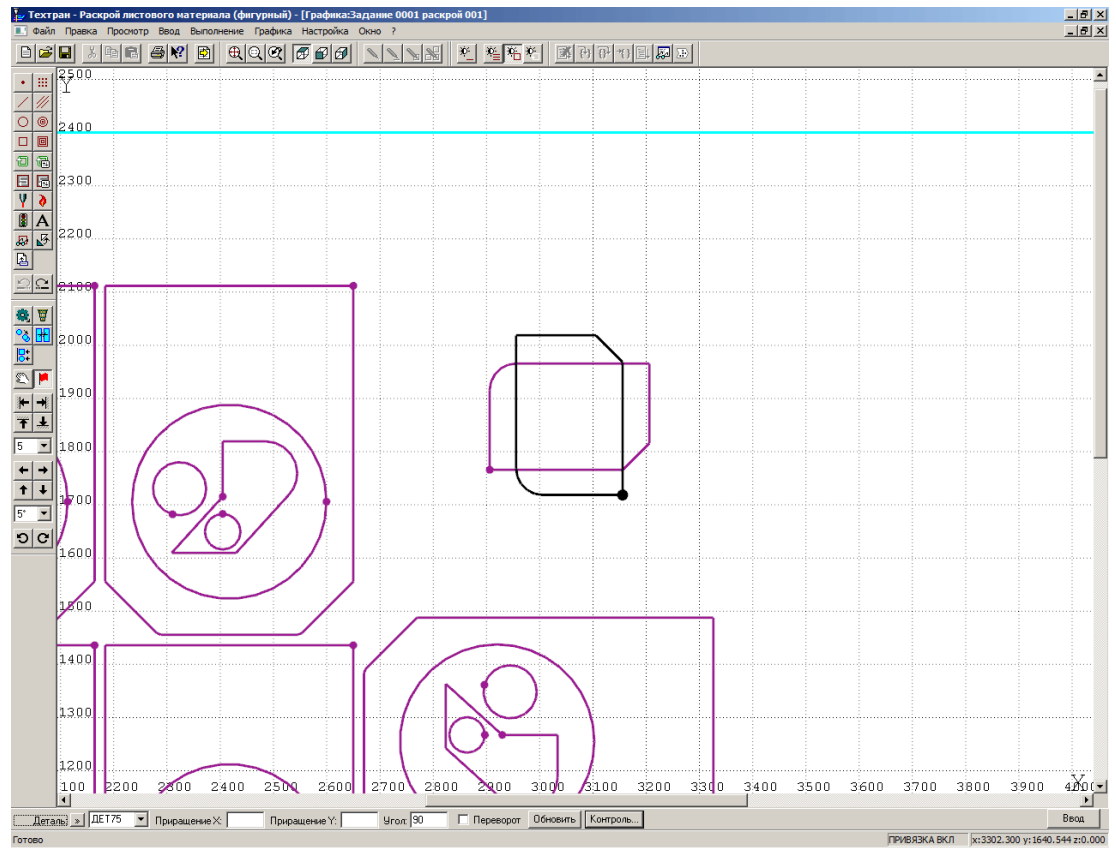 Техтран - Раскрой листового материала (фигурный) - [Графика:Задание 0001 раскрой 001]
Файл Правка Просмотр Ввод Выполнение Графика Настройка Окно ?
2500
Y
2400
2300
2200
2100
2000
1900
1800
1700
1600
1500
1400
1300
1200
A
5
5°
100 2200 2300 2400 2500 2600 2700 2800 2900 3000 3100 3200 3300 3400 3500 3600 3700 3800 3900
X
Деталь: » ДЕТ75 Приращение X: Приращение Y: Угол: 90 Переворот Обновить Контроль... Ввод
Готово ПРИВЯЗКА ВКЛ x:3302.300 y:1640.544 z:0.000